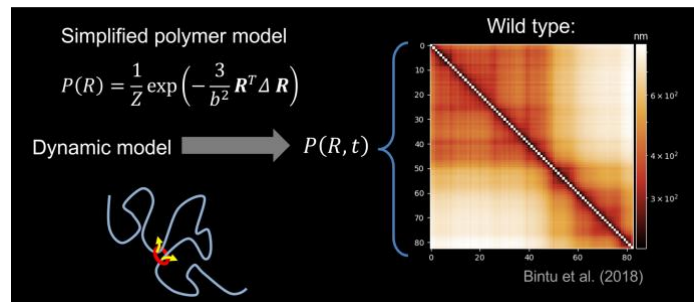 Simplified polymer model
P(R) = 1/Z exp(−3/b² Rᵀ Δ R)
Dynamic model
P(R, t)
Wild type:
nm
0
10
20
30
40
50
60
70
80
0 20 40 60 80
6 × 10²
4 × 10²
3 × 10²
Bintu et al. (2018)